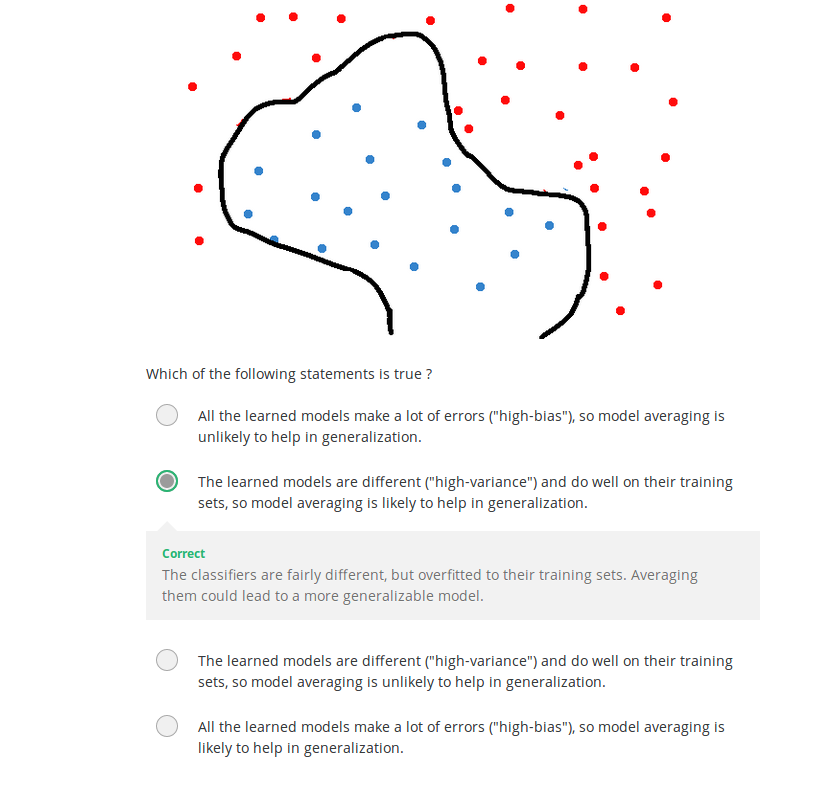 Which of the following statements is true ?
All the learned models make a lot of errors ("high-bias"), so model averaging is
unlikely to help in generalization.
The learned models are different ("high-variance") and do well on their training
sets, so model averaging is likely to help in generalization.
Correct
The classifiers are fairly different, but overfitted to their training sets. Averaging
them could lead to a more generalizable model.
The learned models are different ("high-variance") and do well on their training
sets, so model averaging is unlikely to help in generalization.
All the learned models make a lot of errors ("high-bias"), so model averaging is
likely to help in generalization.